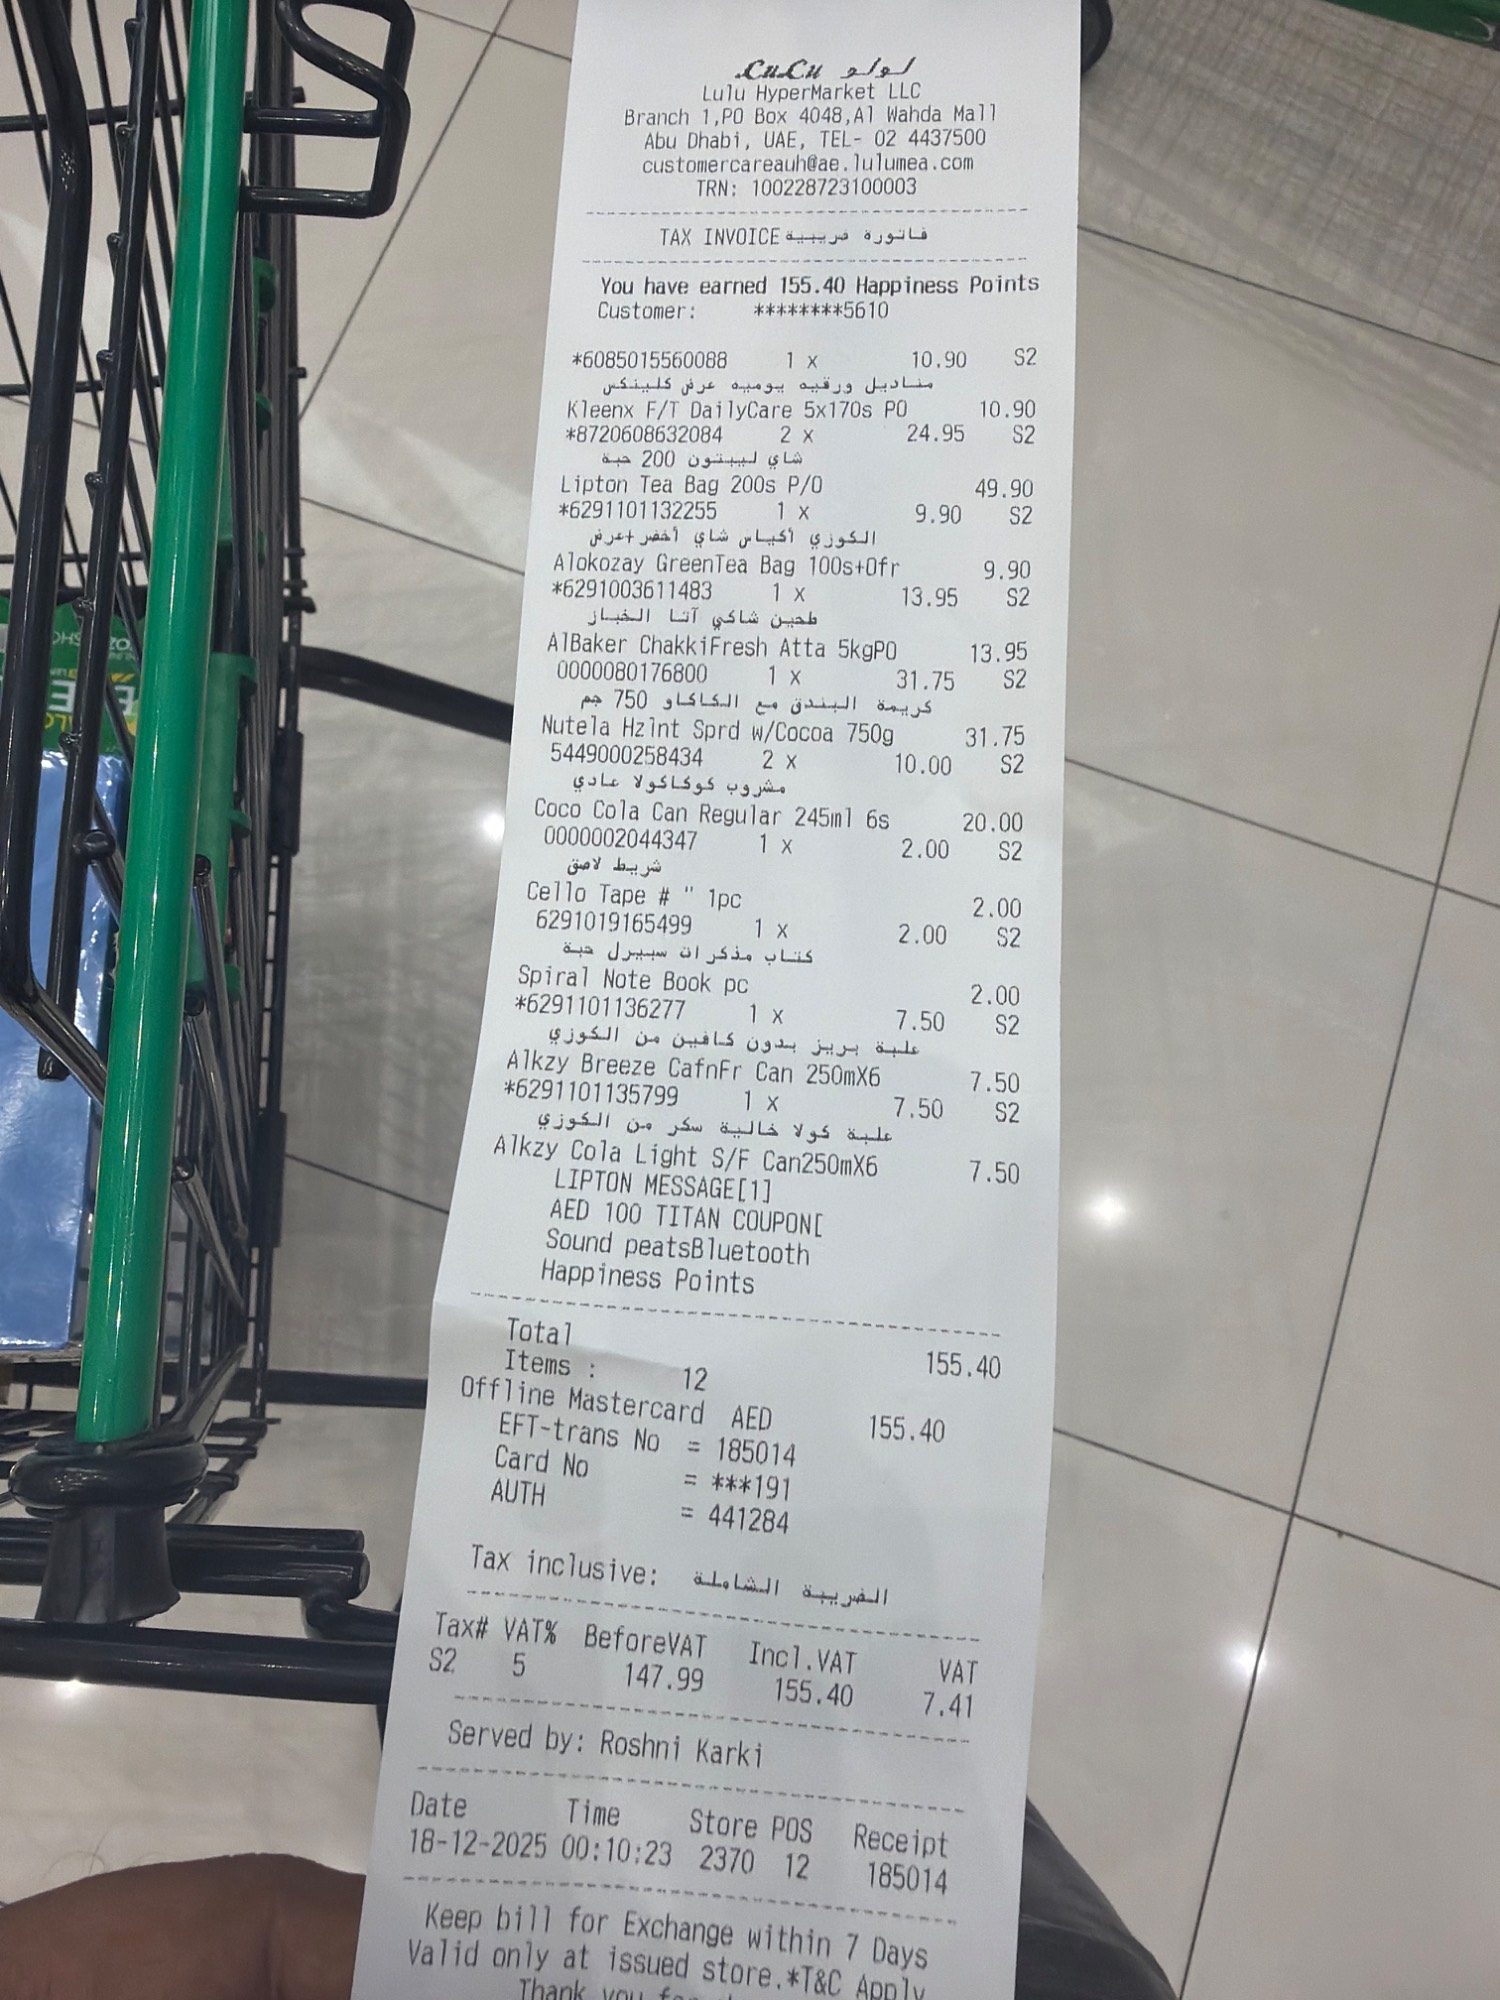 LuLu لولو
Lulu HyperMarket LLC
Branch 1,PO Box 4048,Al Wahda Mall
Abu Dhabi, UAE, TEL- 02 4437500
customercareauh@ae.lulumea.com
TRN: 100228723100003
TAX INVOICE فاتورة ضريبية
You have earned 155.40 Happiness Points
Customer: ********5610
*6085015560088 1 x 10.90 S2
مناديل ورقيه يوميه عرض كلينكس
Kleenx F/T DailyCare 5x170s PO 10.90
*8720608632084 2 x 24.95 S2
شاي ليبتون 200 حبة
Lipton Tea Bag 200s P/O 49.90
*6291101132255 1 x 9.90 S2
الكوزي أكياس شاي أخضر+عرض
Alokozay GreenTea Bag 100s+Ofr 9.90
*6291003611483 1 x 13.95 S2
طحين شاكي آتا الخباز
AlBaker ChakkiFresh Atta 5kgPO 13.95
0000080176800 1 x 31.75 S2
كريمة البندق مع الكاكاو 750 جم
Nutela Hzlnt Sprd w/Cocoa 750g 31.75
5449000258434 2 x 10.00 S2
مشروب كوكاكولا عادي
Coco Cola Can Regular 245ml 6s 20.00
0000002044347 1 x 2.00 S2
شريط لاصق
Cello Tape # " 1pc 2.00
6291019165499 1 x 2.00 S2
كتاب مذكرات سبيرل حبة
Spiral Note Book pc 2.00
*6291101136277 1 x 7.50 S2
علبة بريز بدون كافين من الكوزي
Alkzy Breeze CafnFr Can 250mX6 7.50
*6291101135799 1 x 7.50 S2
علبة كولا خالية سكر من الكوزي
Alkzy Cola Light S/F Can250mX6 7.50
LIPTON MESSAGE[1]
AED 100 TITAN COUPON[
Sound peatsBluetooth
Happiness Points
Total 155.40
Items : 12
Offline Mastercard AED 155.40
EFT-trans No = 185014
Card No = ***191
AUTH = 441284
Tax inclusive: الضريبة الشاملة
Tax# VAT% BeforeVAT Incl.VAT VAT
S2 5 147.99 155.40 7.41
Served by: Roshni Karki
Date Time Store POS Receipt
18-12-2025 00:10:23 2370 12 185014
Keep bill for Exchange within 7 Days
Valid only at issued store.*T&C Apply
Thank you